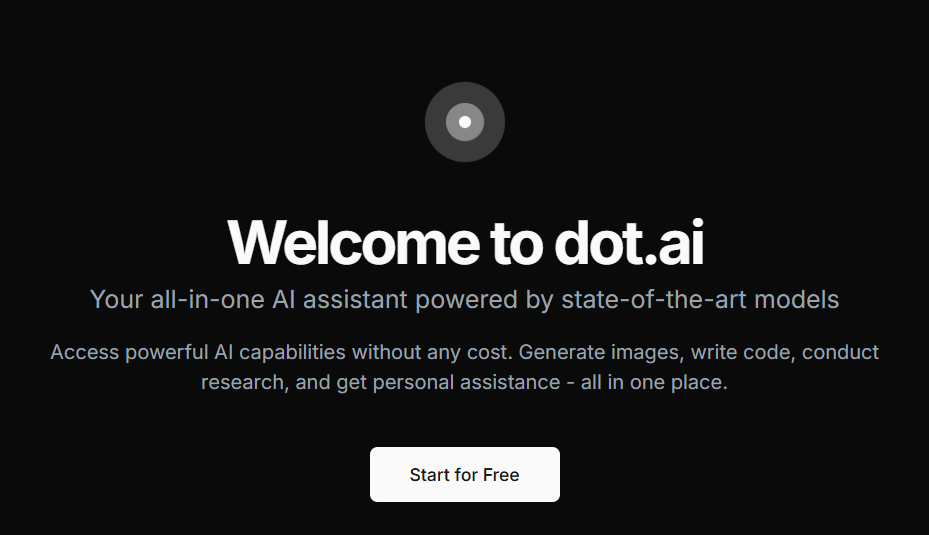 Welcome to dot.ai
Your all-in-one AI assistant powered by state-of-the-art models
Access powerful AI capabilities without any cost. Generate images, write code, conduct
research, and get personal assistance - all in one place.
Start for Free